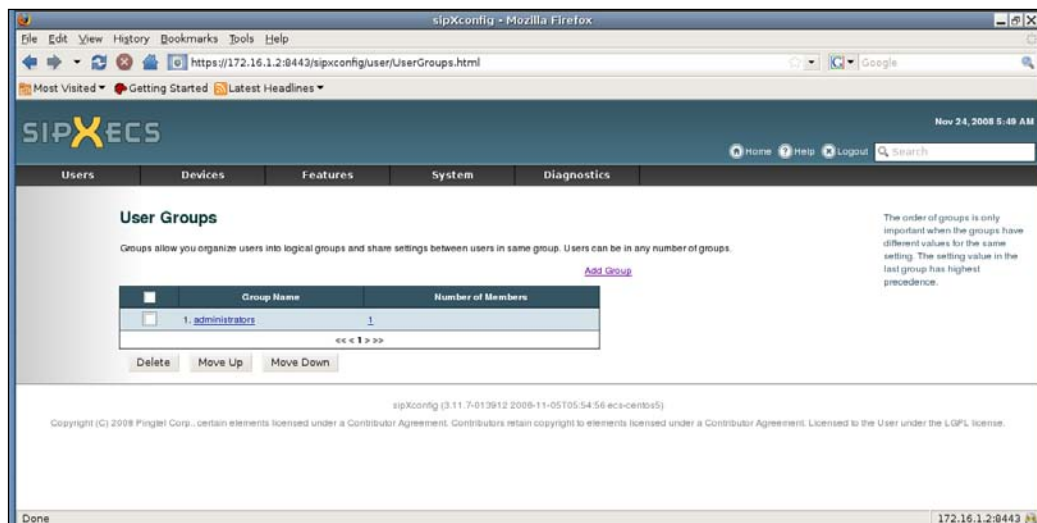 sipXconfig - Mozilla Firefox
File Edit View History Bookmarks Tools Help
https://172.16.1.2:8443/sipxconfig/user/UserGroups.html
Google
Most Visited Getting Started Latest Headlines
SIPXECS
Nov 24, 2008 5:49 AM
Home Help Logout Search
Users Devices Features System Diagnostics
User Groups
Groups allow you organize users into logical groups and share settings between users in same group. Users can be in any number of groups.
Add Group
Group Name Number of Members
1. administrators 1
<< < 1 > >>
Delete Move Up Move Down
The order of groups is only
important when the groups have
different values for the same
setting. The setting value in the
last group has highest
precedence.
sipXconfig (3.11.7-013912 2008-11-05T05:54:56 ecs-centos5)
Copyright (C) 2008 Pingtel Corp., certain elements licensed under a Contributor Agreement. Contributors retain copyright to elements licensed under a Contributor Agreement. Licensed to the User under the LGPL license.
Done
172.16.1.2:8443